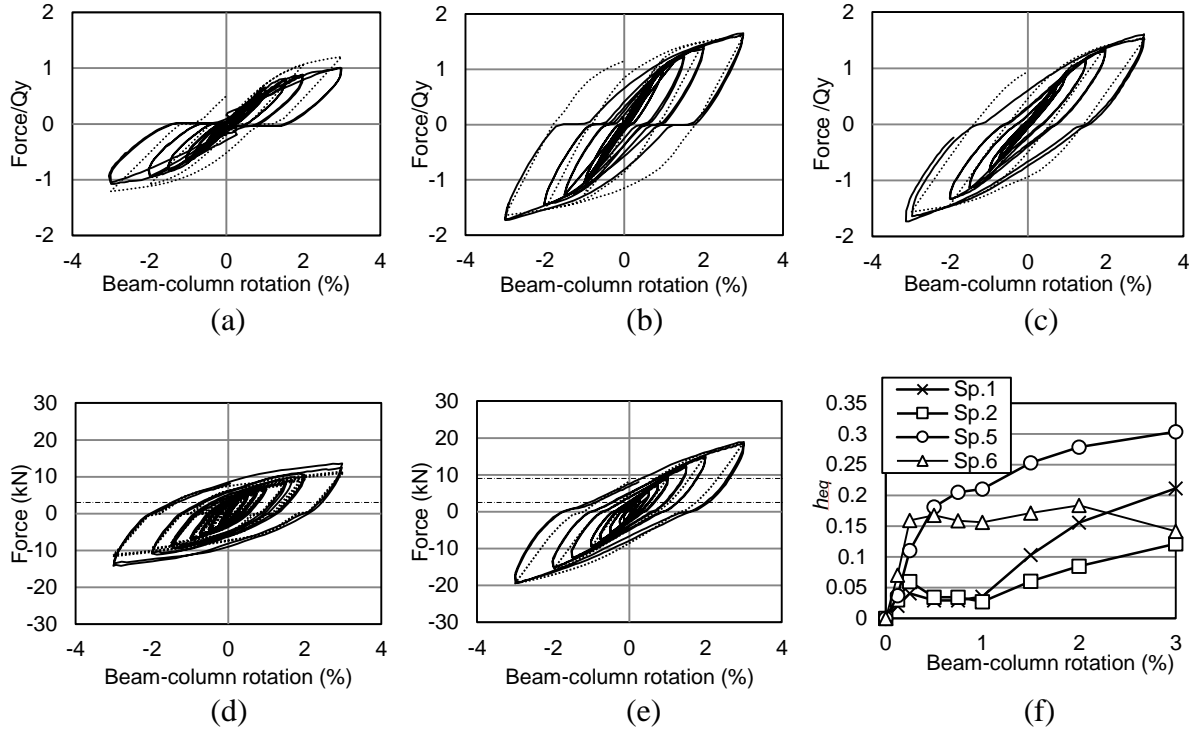 2
1
0
-1
-2
Force/Qy
-4 -2 0 2 4
Beam-column rotation (%)
(a)
2
1
0
-1
-2
Force/Qy
-4 -2 0 2 4
Beam-column rotation (%)
(b)
2
1
0
-1
-2
Force /Qy
-4 -2 0 2 4
Beam-column rotation (%)
(c)
30
20
10
0
-10
-20
-30
Force (kN)
-4 -2 0 2 4
Beam-column rotation (%)
(d)
30
20
10
0
-10
-20
-30
Force (kN)
-4 -2 0 2 4
Beam-column rotation (%)
(e)
0.35
0.3
0.25
0.2
0.15
0.1
0.05
0
heq
Sp.1
Sp.2
Sp.5
Sp.6
0 1 2 3
Beam-column rotation (%)
(f)